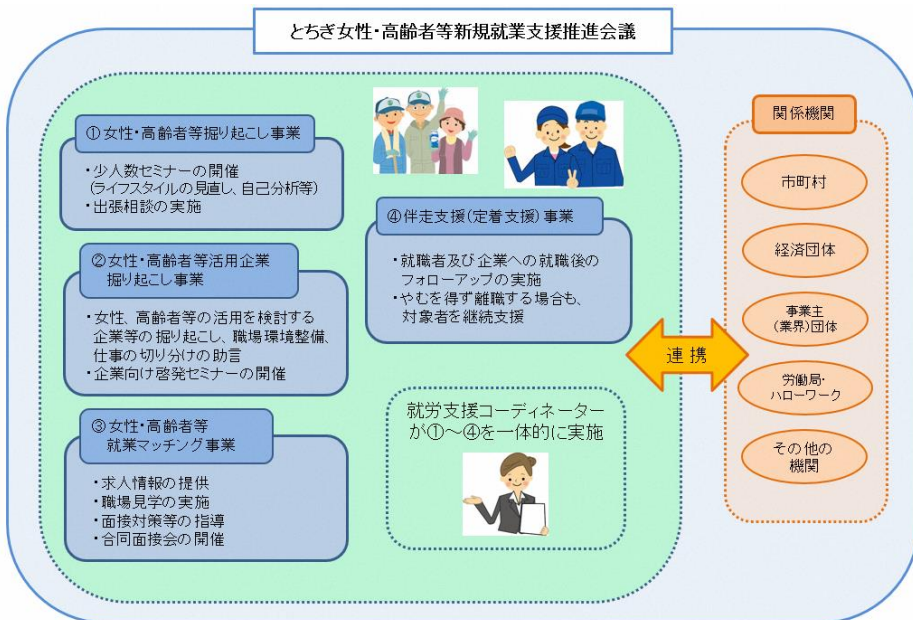 とちぎ女性・高齢者等新規就業支援推進会議
①女性・高齢者等掘り起こし事業
・少人数セミナーの開催
(ライフスタイルの見直し、自己分析等)
・出張相談の実施
②女性・高齢者等活用企業
掘り起こし事業
・女性、高齢者等の活用を検討する
企業等の掘り起こし、職場環境整備、
仕事の切り分けの助言
・企業向け啓発セミナーの開催
③女性・高齢者等
就業マッチング事業
・求人情報の提供
・職場見学の実施
・面接対策等の指導
・合同面接会の開催
④伴走支援(定着支援)事業
・就職者及び企業への就職後の
フォローアップの実施
・やむを得ず離職する場合も、
対象者を継続支援
就労支援コーディネーター
が①～④を一体的に実施
連携
関係機関
市町村
経済団体
事業主
(業界)団体
労働局・
ハローワーク
その他の
機関